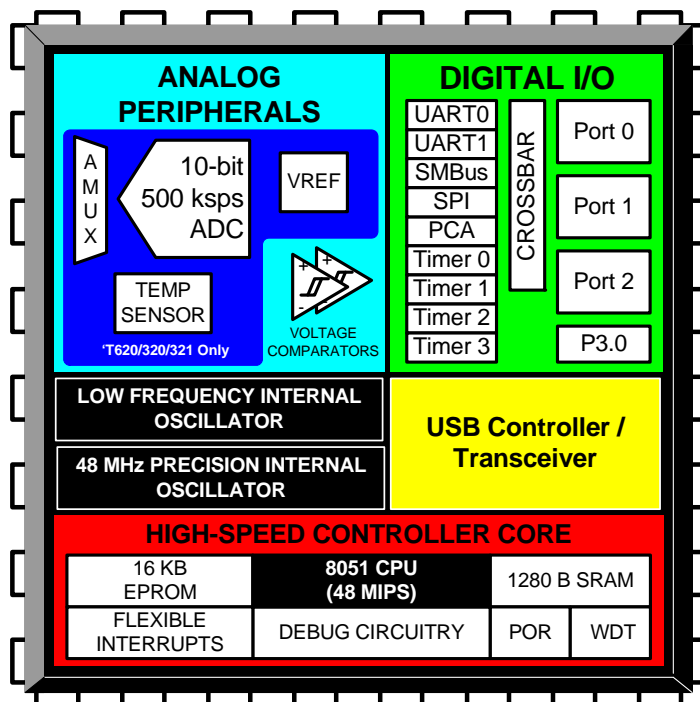 ANALOG
PERIPHERALS
A
M
U
X
10-bit
500 ksps
ADC
VREF
TEMP
SENSOR
'T620/320/321 Only
+
+
-
-
VOLTAGE
COMPARATORS
DIGITAL I/O
UART0
UART1
SMBus
SPI
PCA
Timer 0
Timer 1
Timer 2
Timer 3
CROSSBAR
Port 0
Port 1
Port 2
P3.0
LOW FREQUENCY INTERNAL
OSCILLATOR
48 MHz PRECISION INTERNAL
OSCILLATOR
USB Controller /
Transceiver
HIGH-SPEED CONTROLLER CORE
16 KB
EPROM
8051 CPU
(48 MIPS)
1280 B SRAM
FLEXIBLE
INTERRUPTS
DEBUG CIRCUITRY
POR
WDT